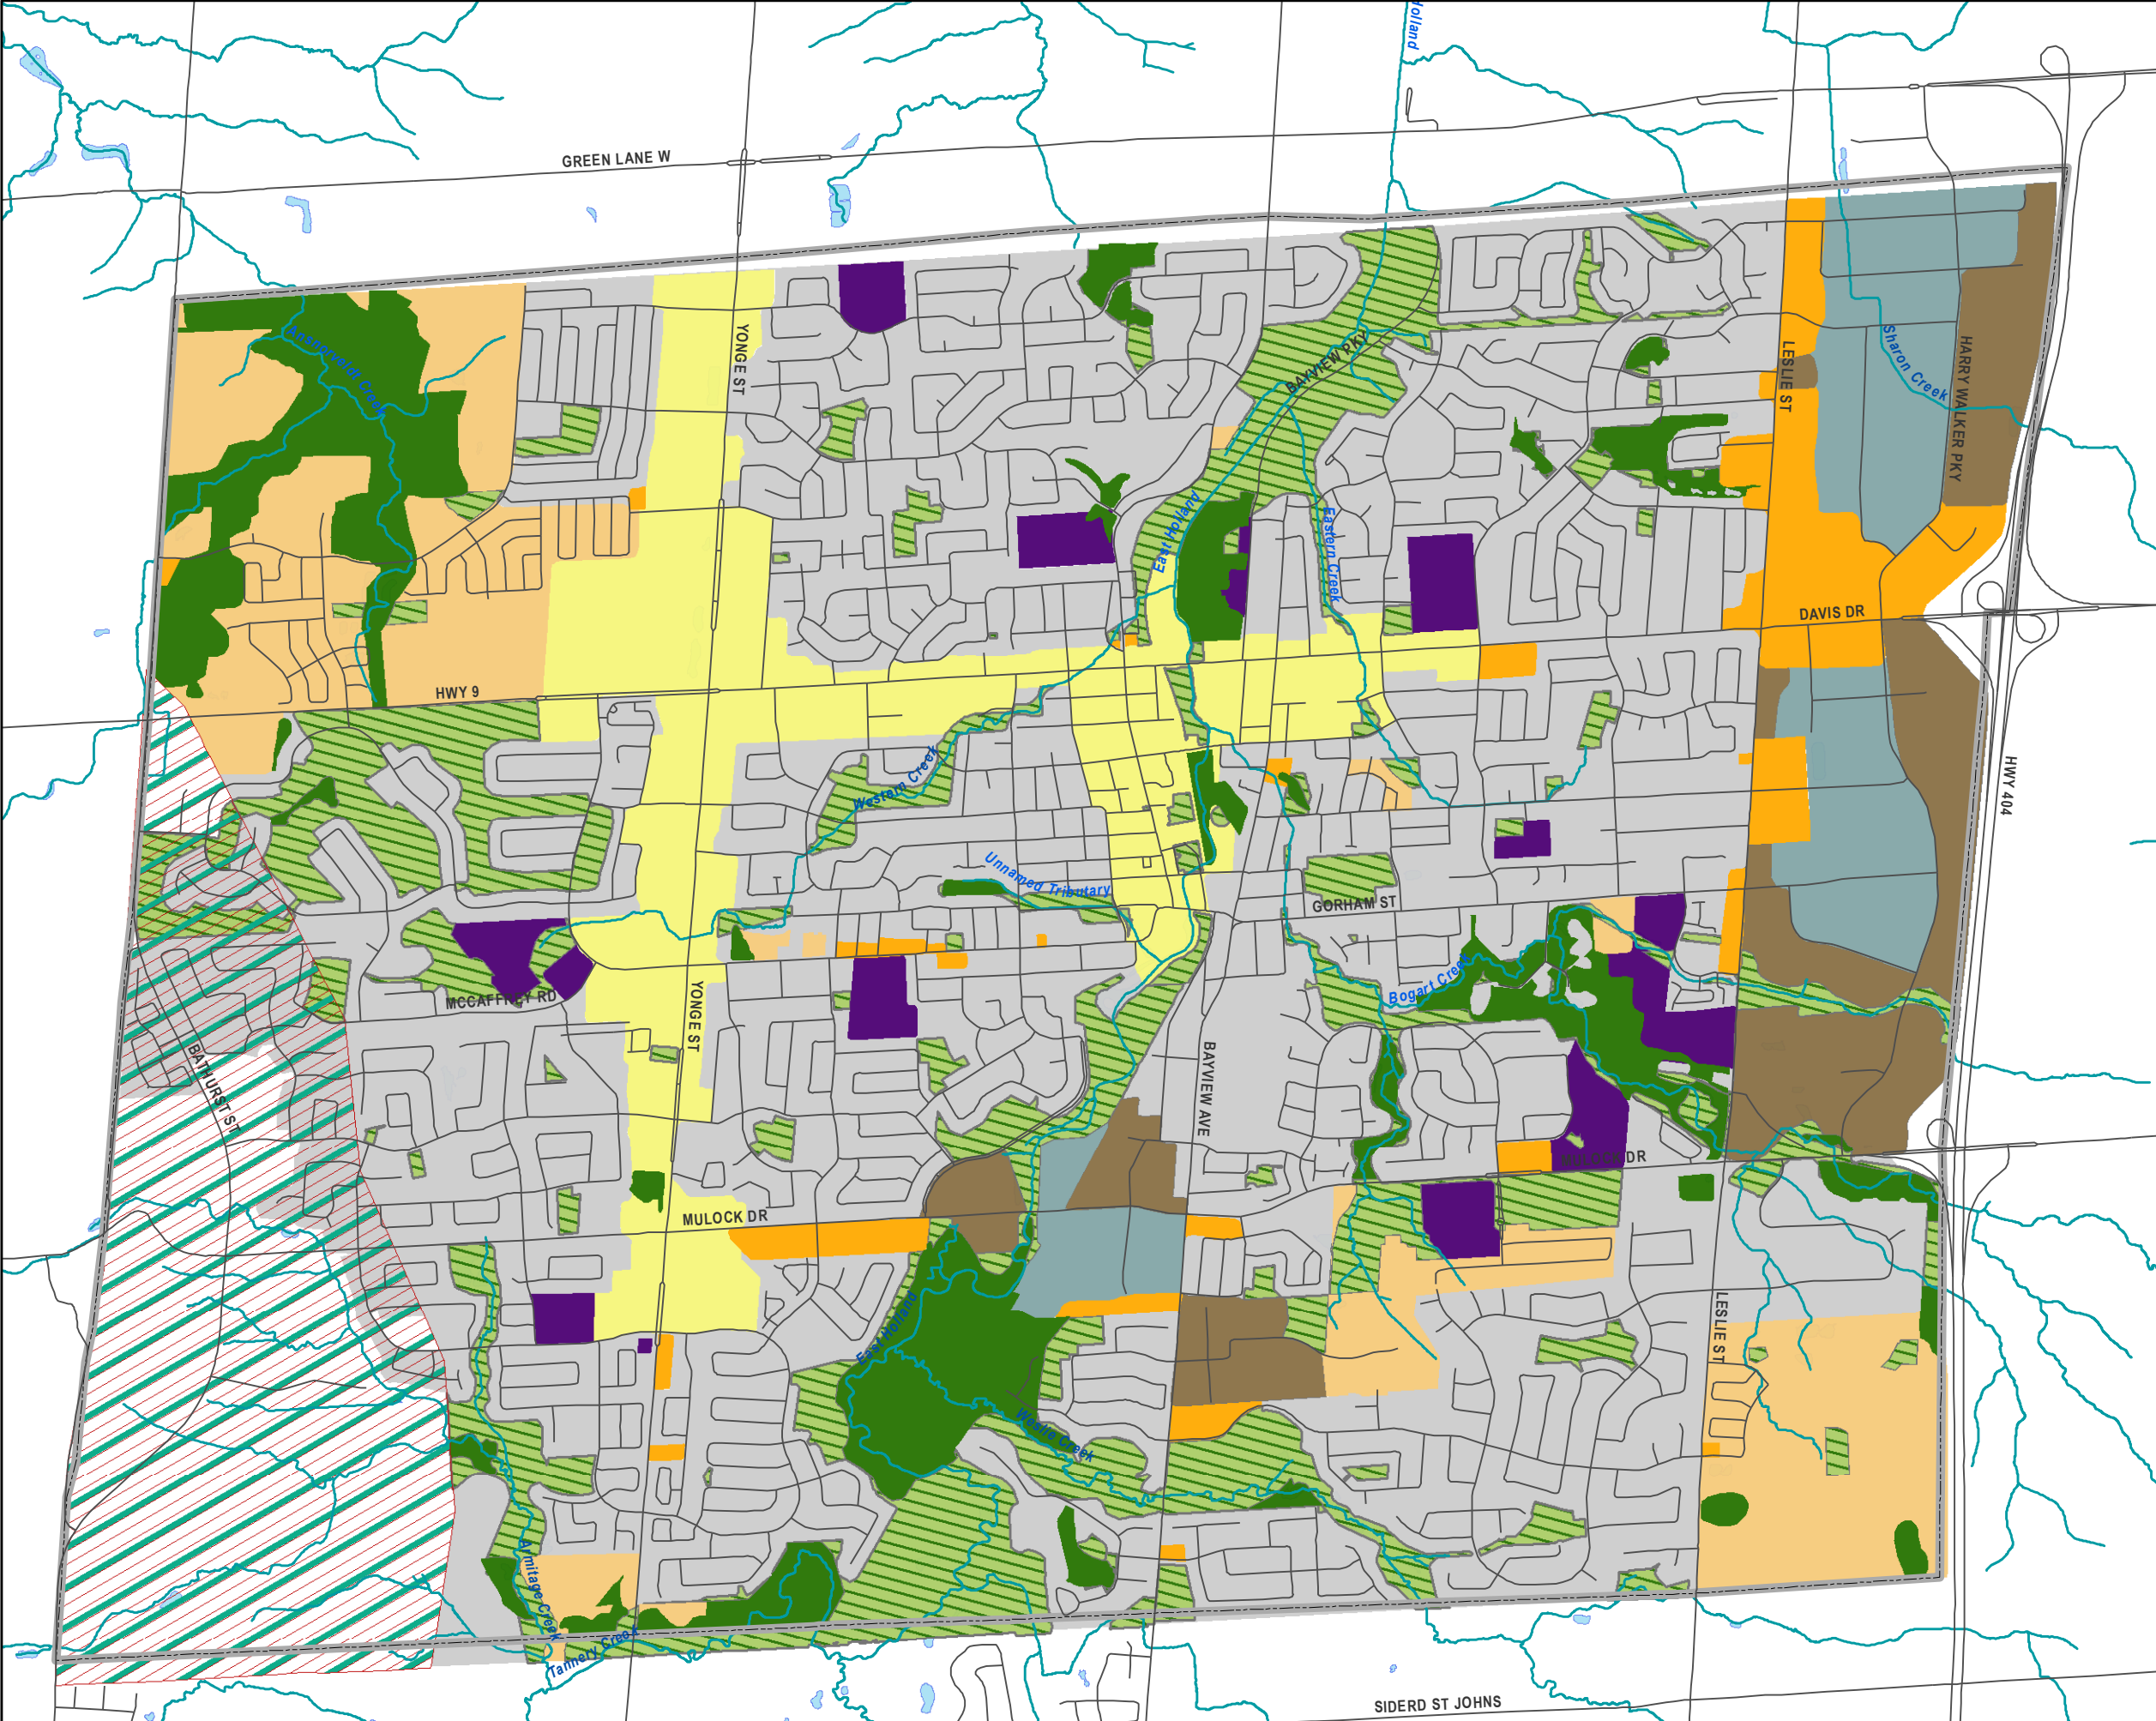 Holland
GREEN LANE W
Ansnorveldt Creek
YONGE ST
BAYVIEW PKY
LESLIE ST
Sharon Creek
HARRY WALKER PKY
East Holland
Eastern Creek
DAVIS DR
HWY 9
Western Creek
HWY 404
Unnamed Tributary
GORHAM ST
Bogart Creek
MCCAFFREY RD
YONGE ST
BATHURST ST
BAYVIEW AVE
MULOCK DR
MULOCK DR
East Holland
LESLIE ST
Weslie Creek
Armitage Creek
Tannery Creek
SIDERD ST JOHNS